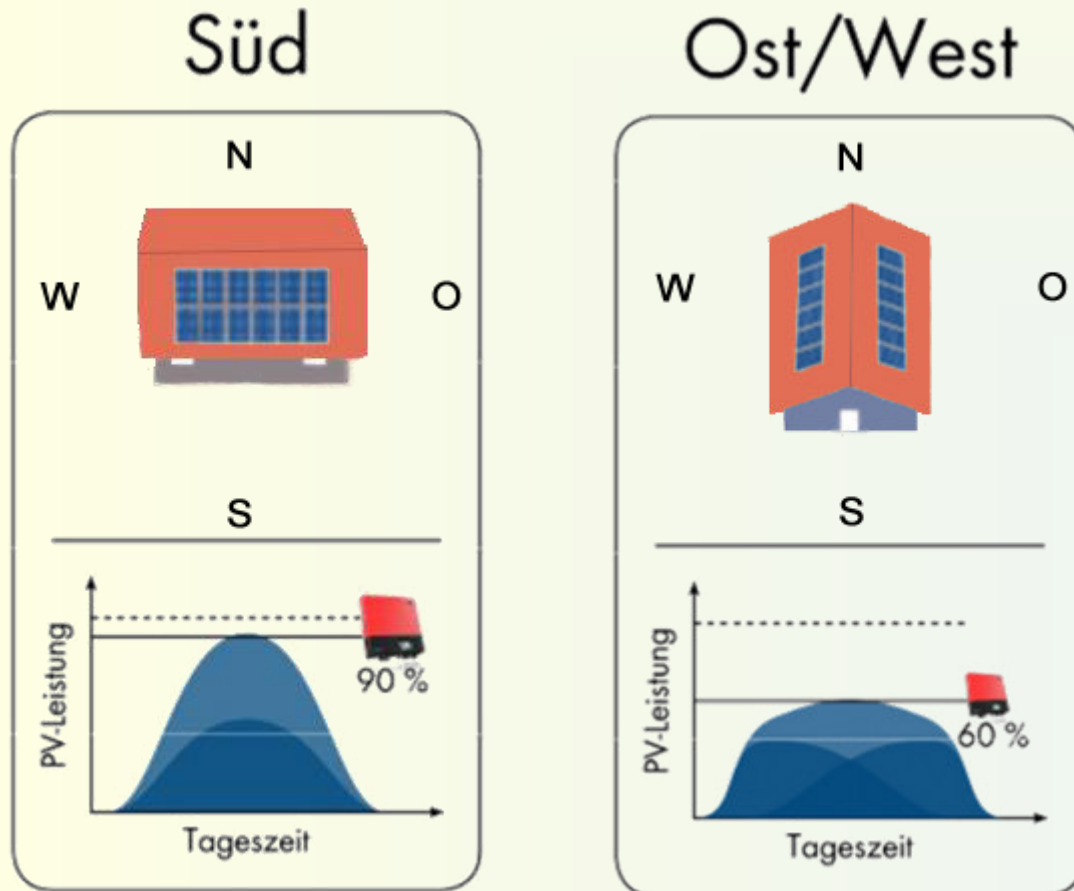 Süd
N
W
O
S
PV-Leistung
90 %
Tageszeit
Ost/West
N
W
O
S
PV-Leistung
60 %
Tageszeit